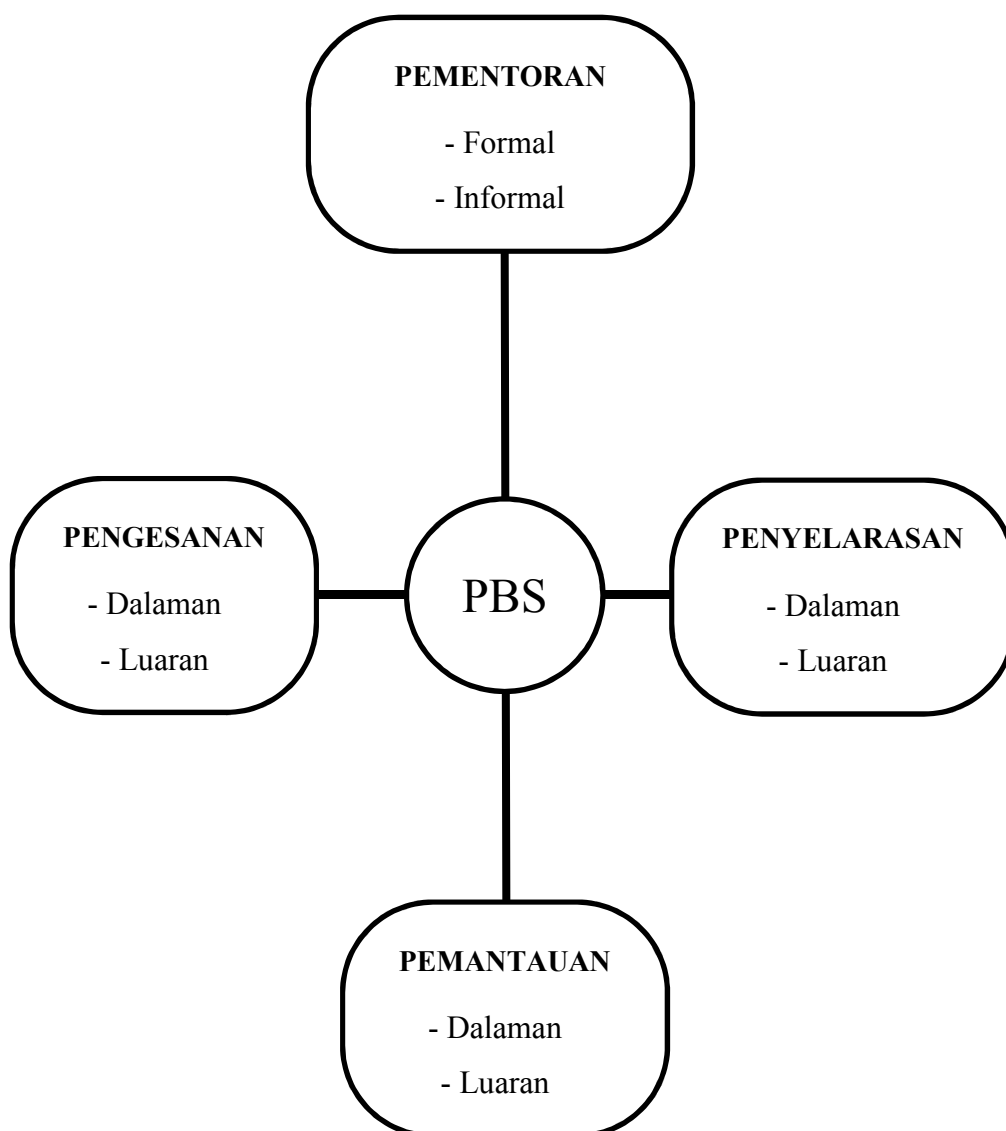 PEMENTORAN
- Formal
- Informal
PENGESANAN
- Dalaman
- Luaran
PBS
PENYELARASAN
- Dalaman
- Luaran
PEMANTAUAN
- Dalaman
- Luaran